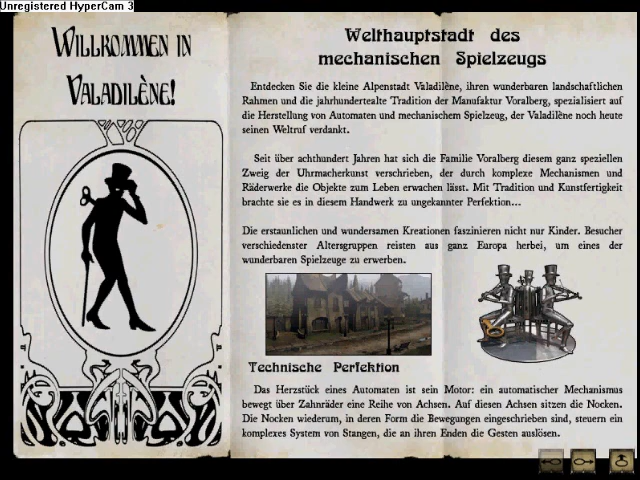 Unregistered HyperCam 3
WILLKOMMEN IN
VALADILÈNE!
Welthauptstadt des
mechanischen Spielzeugs
Entdecken Sie die kleine Alpenstadt Valadilène, ihren wunderbaren landschaftlichen
Rahmen und die jahrhundertealte Tradition der Manufaktur Voralberg, spezialisiert auf
die Herstellung von Automaten und mechanischem Spielzeug, der Valadilène noch heute
seinen Weltruf verdankt.
Seit über achthundert Jahren hat sich die Familie Voralberg diesem ganz speziellen
Zweig der Uhrmacherkunst verschrieben, der durch komplexe Mechanismen und
Räderwerke die Objekte zum Leben erwachen lässt. Mit Tradition und Kunstfertigkeit
brachte sie es in diesem Handwerk zu ungekannter Perfektion...
Die erstaunlichen und wundersamen Kreationen faszinieren nicht nur Kinder. Besucher
verschiedenster Altersgruppen reisten aus ganz Europa herbei, um eines der
wunderbaren Spielzeuge zu erwerben.
Technische Perfektion
Das Herzstück eines Automaten ist sein Motor: ein automatischer Mechanismus
bewegt über Zahnräder eine Reihe von Achsen. Auf diesen Achsen sitzen die Nocken.
Die Nocken wiederum, in deren Form die Bewegungen eingeschrieben sind, steuern ein
komplexes System von Stangen, die an ihren Enden die Gesten auslösen.